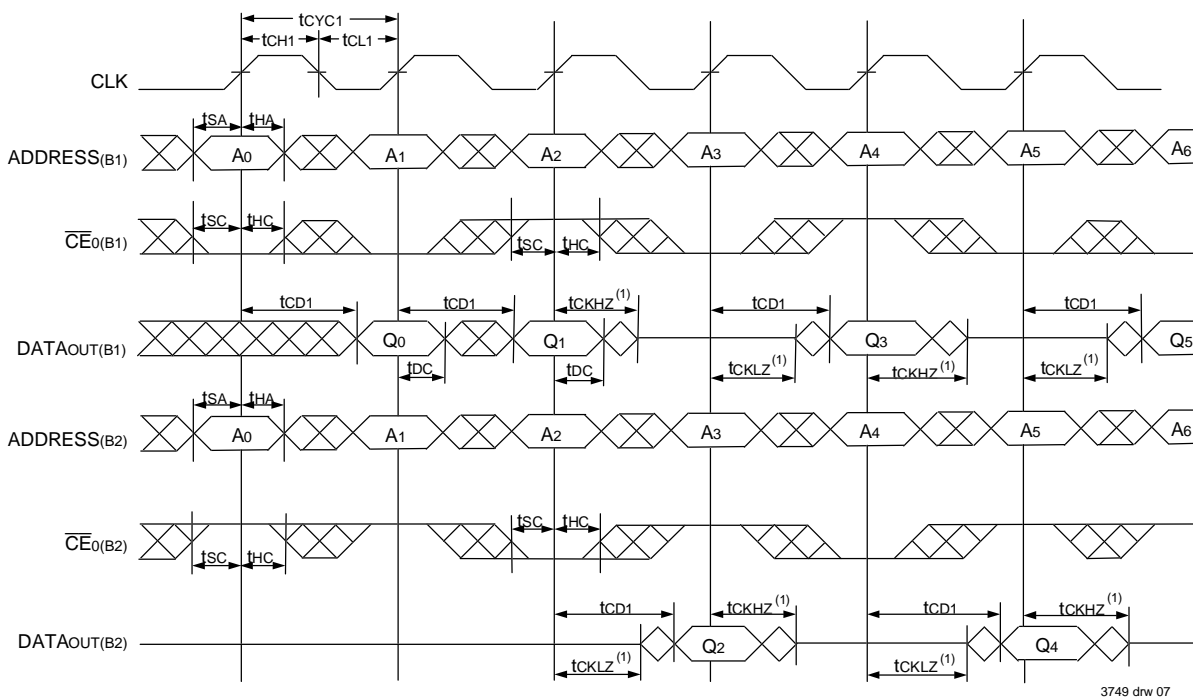 tCYC1
tCH1 tCL1
CLK
tSA tHA
ADDRESS(B1) A0 A1 A2 A3 A4 A5 A6
tSC tHC
CE0(B1)
tSC tHC
tCD1 tCD1 tCKHZ(1) tCD1 tCD1
DATAOUT(B1) Q0 Q1 Q3 Q5
tDC tDC tCKLZ(1) tCKHZ(1) tCKLZ(1)
tSA tHA
ADDRESS(B2) A0 A1 A2 A3 A4 A5 A6
tSC tHC
CE0(B2)
tSC tHC
tCD1 tCKHZ(1) tCD1 tCKHZ(1)
DATAOUT(B2) Q2 Q4
tCKLZ(1) tCKLZ(1)
3749 drw 07